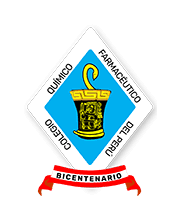 COLEGIO QUÍMICO FARMACÉUTICO DEL PERÚ
BICENTENARIO